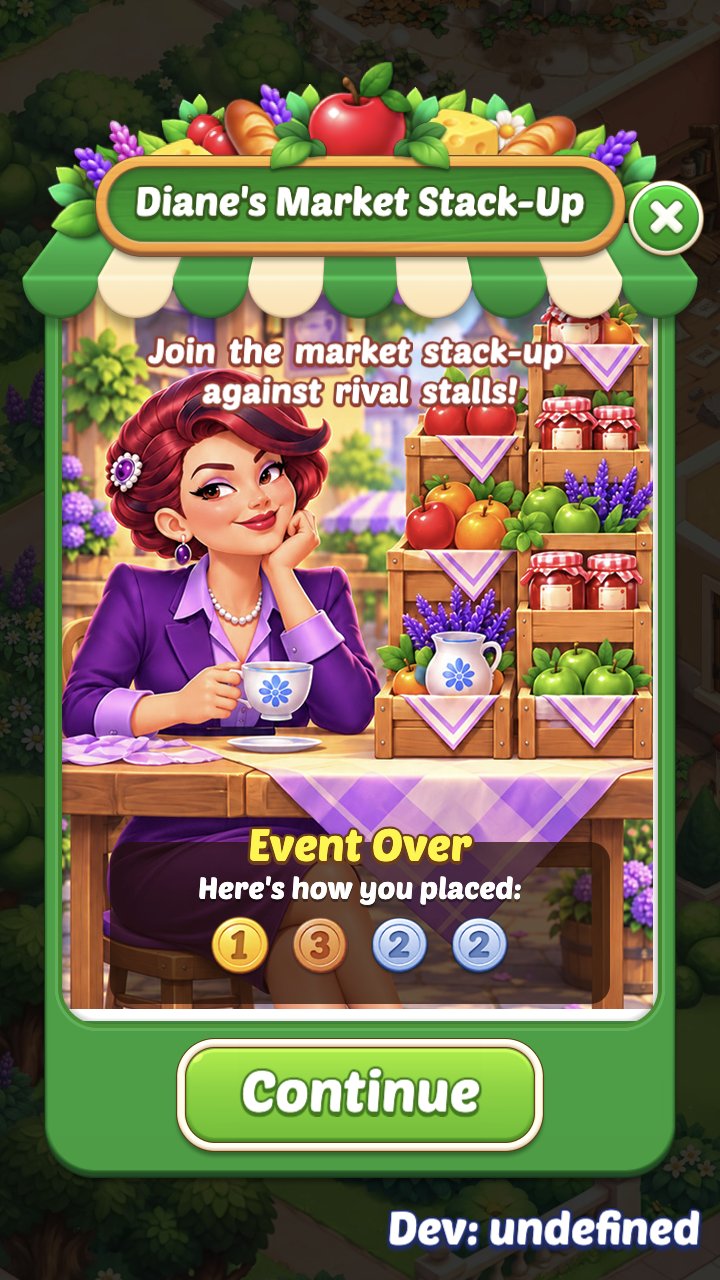 Diane's Market Stack-Up
Join the market stack-up
against rival stalls!
Event Over
Here's how you placed:
1 3 2 2
Continue
Dev: undefined